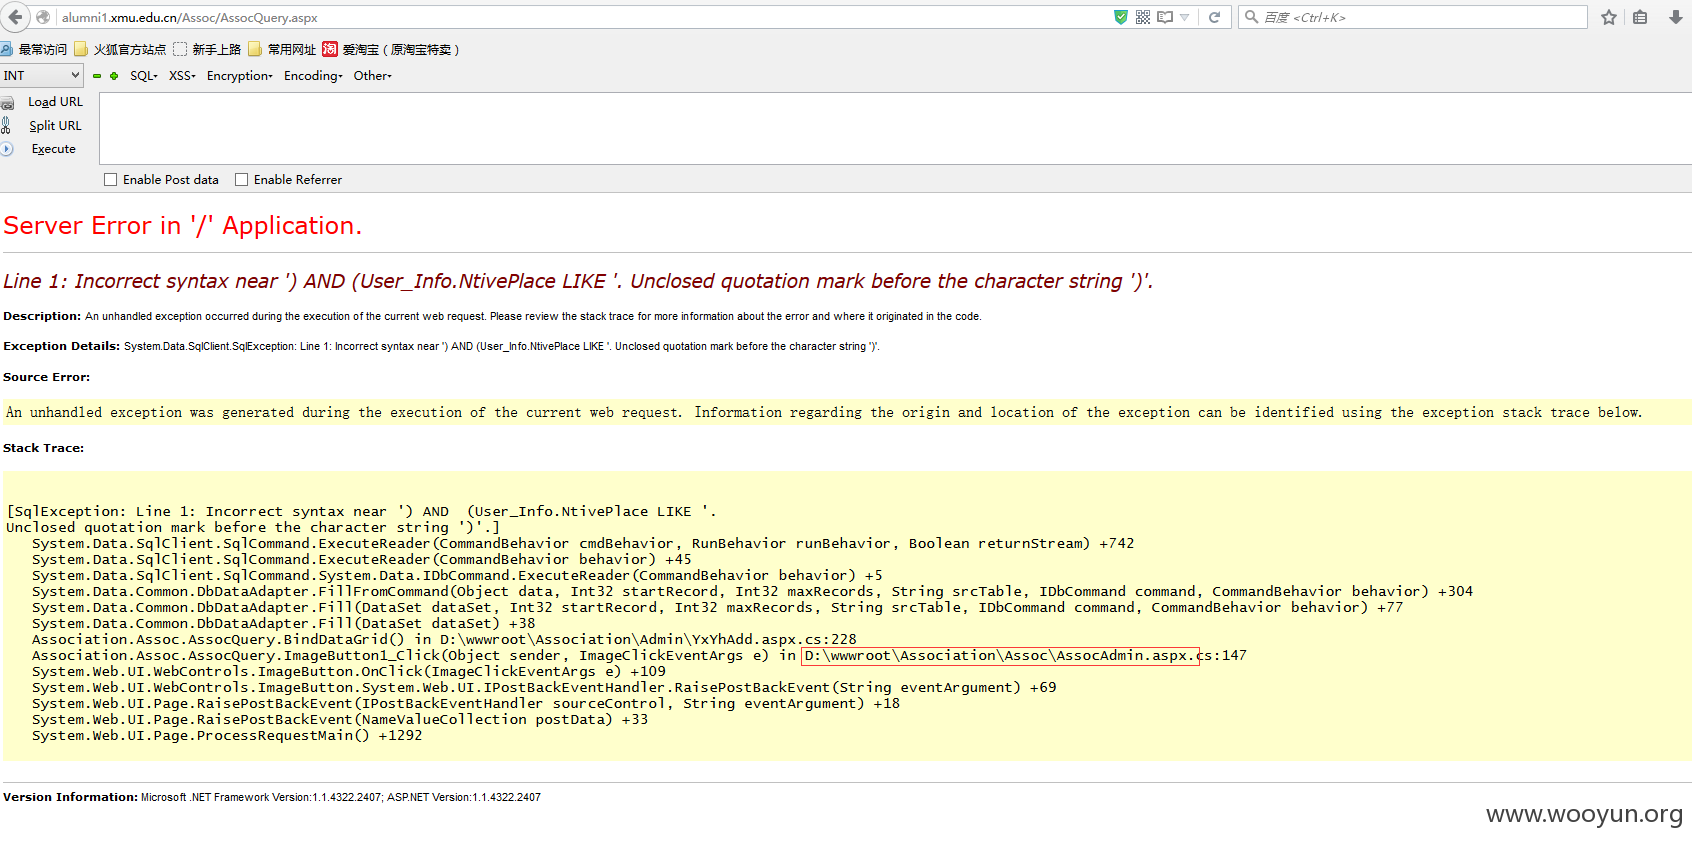 alumni1.xmu.edu.cn/Assoc/AssocQuery.aspx
百度 <Ctrl+K>
最常访问 火狐官方站点 新手上路 常用网址 淘 爱淘宝（原淘宝特卖）
INT SQL XSS Encryption Encoding Other
Load URL
Split URL
Execute
Enable Post data Enable Referrer
Server Error in '/' Application.
Line 1: Incorrect syntax near ') AND (User_Info.NtivePlace LIKE '. Unclosed quotation mark before the character string ')'.
Description: An unhandled exception occurred during the execution of the current web request. Please review the stack trace for more information about the error and where it originated in the code.
Exception Details: System.Data.SqlClient.SqlException: Line 1: Incorrect syntax near ') AND (User_Info.NtivePlace LIKE '. Unclosed quotation mark before the character string ')'.
Source Error:
An unhandled exception was generated during the execution of the current web request. Information regarding the origin and location of the exception can be identified using the exception stack trace below.
Stack Trace:
[SqlException: Line 1: Incorrect syntax near ') AND  (User_Info.NtivePlace LIKE '.
Unclosed quotation mark before the character string ')'.]
System.Data.SqlClient.SqlCommand.ExecuteReader(CommandBehavior cmdBehavior, RunBehavior runBehavior, Boolean returnStream) +742
System.Data.SqlClient.SqlCommand.ExecuteReader(CommandBehavior behavior) +45
System.Data.SqlClient.SqlCommand.System.Data.IDbCommand.ExecuteReader(CommandBehavior behavior) +5
System.Data.Common.DbDataAdapter.FillFromCommand(Object data, Int32 startRecord, Int32 maxRecords, String srcTable, IDbCommand command, CommandBehavior behavior) +304
System.Data.Common.DbDataAdapter.Fill(DataSet dataSet, Int32 startRecord, Int32 maxRecords, String srcTable, IDbCommand command, CommandBehavior behavior) +77
System.Data.Common.DbDataAdapter.Fill(DataSet dataSet) +38
Association.Assoc.AssocQuery.BindDataGrid() in D:\wwwroot\Association\Admin\YxYhAdd.aspx.cs:228
Association.Assoc.AssocQuery.ImageButton1_Click(Object sender, ImageClickEventArgs e) in D:\wwwroot\Association\Assoc\AssocAdmin.aspx.cs:147
System.Web.UI.WebControls.ImageButton.OnClick(ImageClickEventArgs e) +109
System.Web.UI.WebControls.ImageButton.System.Web.UI.IPostBackEventHandler.RaisePostBackEvent(String eventArgument) +69
System.Web.UI.Page.RaisePostBackEvent(IPostBackEventHandler sourceControl, String eventArgument) +18
System.Web.UI.Page.RaisePostBackEvent(NameValueCollection postData) +33
System.Web.UI.Page.ProcessRequestMain() +1292
Version Information: Microsoft .NET Framework Version:1.1.4322.2407; ASP.NET Version:1.1.4322.2407
www.wooyun.org